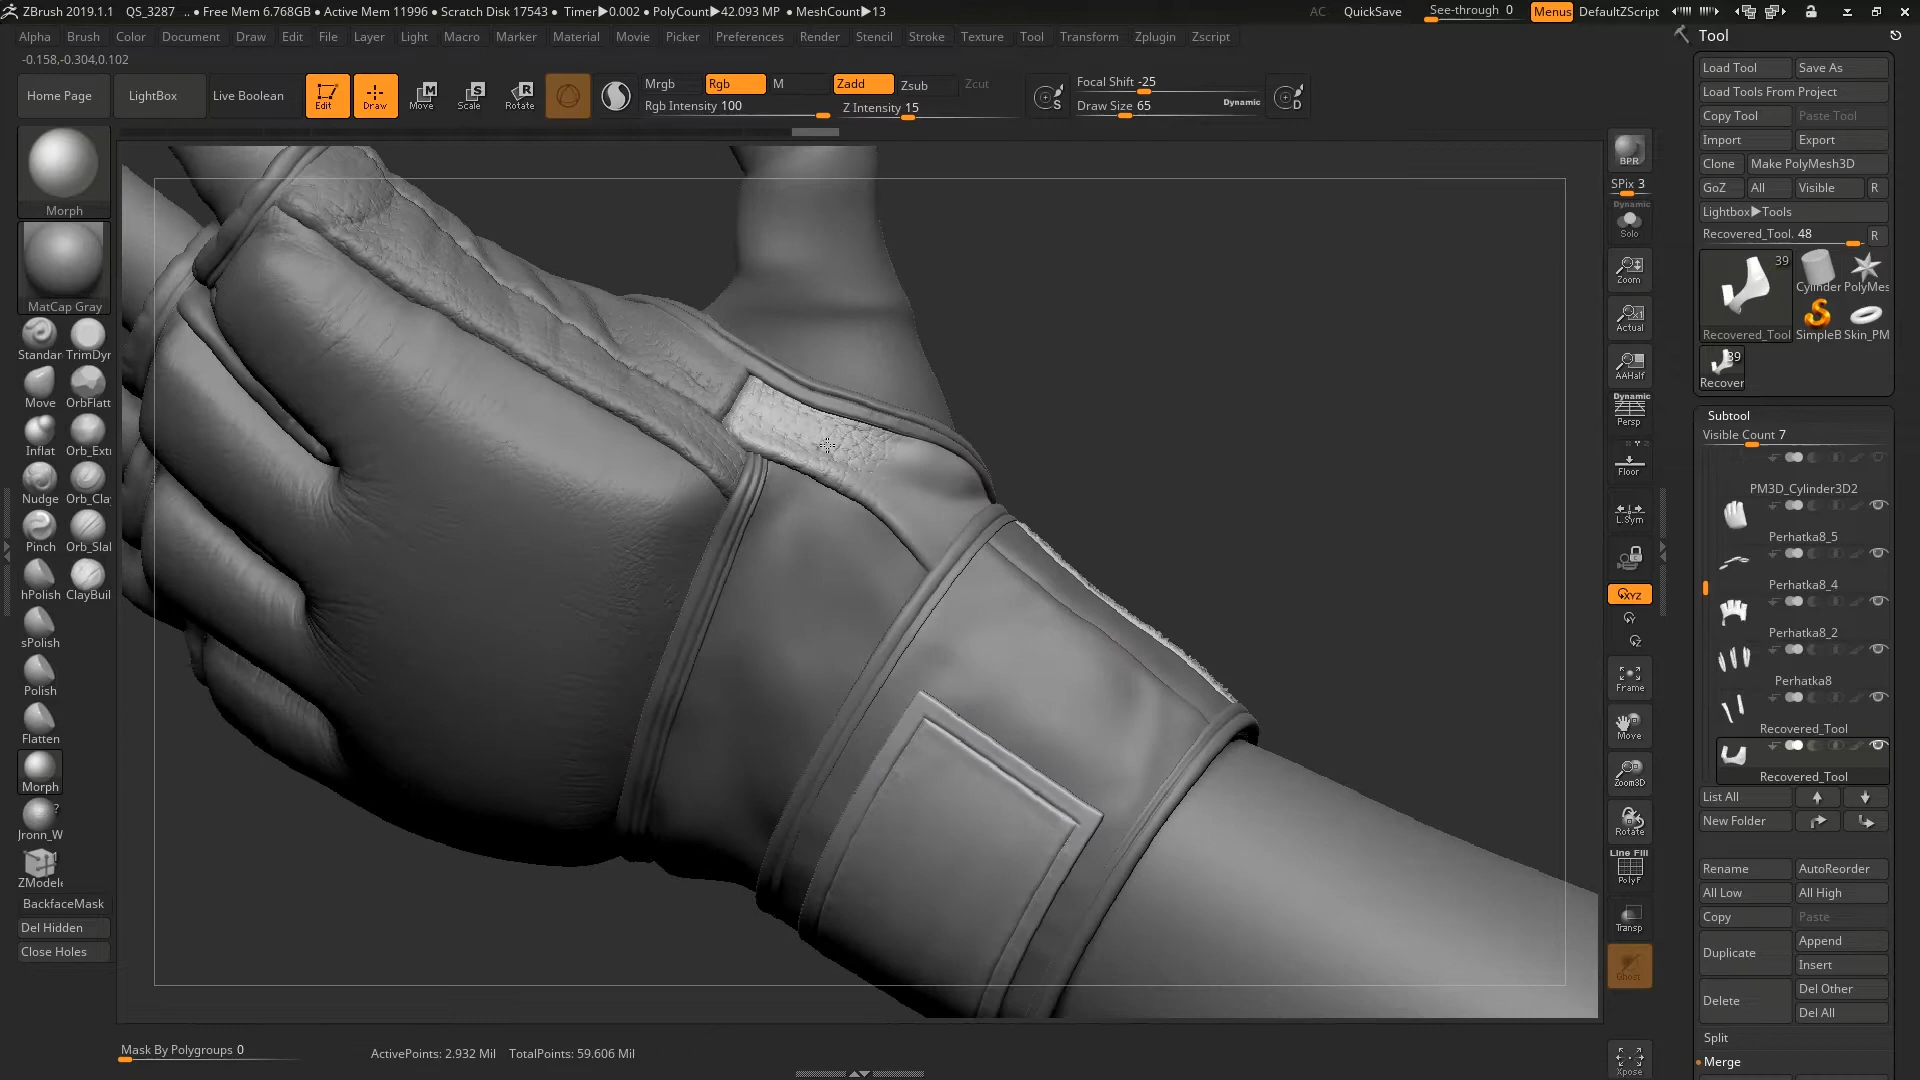 ZBrush 2019.1.1 QS_3287 .. • Free Mem 6.768GB • Active Mem 11996 • Scratch Disk 17543 • Timer▶0.002 • PolyCount▶42.093 MP • MeshCount▶13 AC QuickSave See-through 0 Menus DefaultZScript
Alpha Brush Color Document Draw Edit File Layer Light Macro Marker Material Movie Picker Preferences Render Stencil Stroke Texture Tool Transform Zplugin Zscript
-0.158,-0.304,0.102
Home Page LightBox Live Boolean Edit Draw Move Scale Rotate
Mrgb Rgb M Zadd Zsub Zcut
Rgb Intensity 100 Z Intensity 15
S
Focal Shift -25
Draw Size 65 Dynamic
D
Morph
MatCap Gray
Standar TrimDyr
Move OrbFlatt
Inflat Orb_Extr
Nudge Orb_Cla
Pinch Orb_Slal
hPolish ClayBuil
sPolish
Polish
Flatten
Morph
?
Jronn_W
ZModele
BackfaceMask
Del Hidden
Close Holes
BPR
SPix 3
Dynamic
Solo
Zoom
Actual
AAHalf
Dynamic
Persp
Floor
L.Sym
XYZ
Y
Z
Frame
Move
Zoom3D
Rotate
Line Fill
PolyF
Transp
Ghost
Xpose
Tool
Load Tool Save As
Load Tools From Project
Copy Tool Paste Tool
Import Export
Clone Make PolyMesh3D
GoZ All Visible R
Lightbox▶Tools
Recovered_Tool. 48 R
39
Cylinder PolyMes
Recovered_Tool SimpleB Skin_PM
39
Recover
Subtool
Visible Count 7
PM3D_Cylinder3D2
Perhatka8_5
Perhatka8_4
Perhatka8_2
Perhatka8
Recovered_Tool
Recovered_Tool
List All
New Folder
Rename AutoReorder
All Low All High
Copy Paste
Duplicate Append
Insert
Delete Del Other
Del All
Split
Merge
Mask By Polygroups 0 ActivePoints: 2.932 Mil TotalPoints: 59.606 Mil